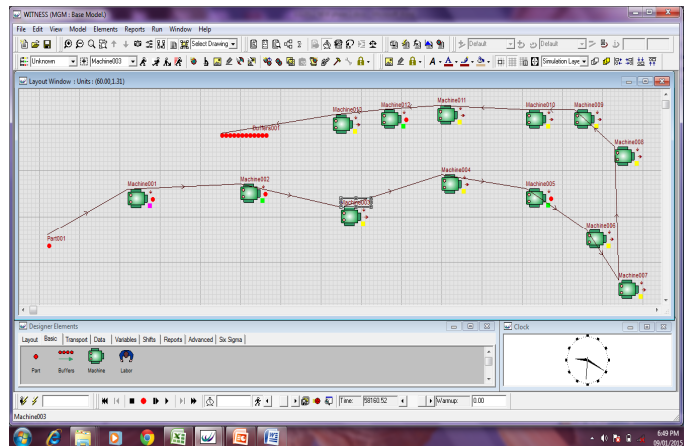 WITNESS (MGM : Base Model)
File Edit View Model Elements Reports Run Window Help
Select Drawing Default Default
Unknown Machine003 A A Simulation Laye
Layout Window : Units : (60.00,1.31)
Machine011
Machine012 Machine010 Machine009
Buffers001
Machine008
Machine004
Machine002
Machine001 Machine005
Machine003
Part001 Machine006
Machine007
Designer Elements Clock
Layout Basic Transport Data Variables Shifts Reports Advanced Six Sigma
Part Buffers Machine Labor
Time: 58160.52 Warmup: 0.00
Machine003
6:49 PM
09/01/2015